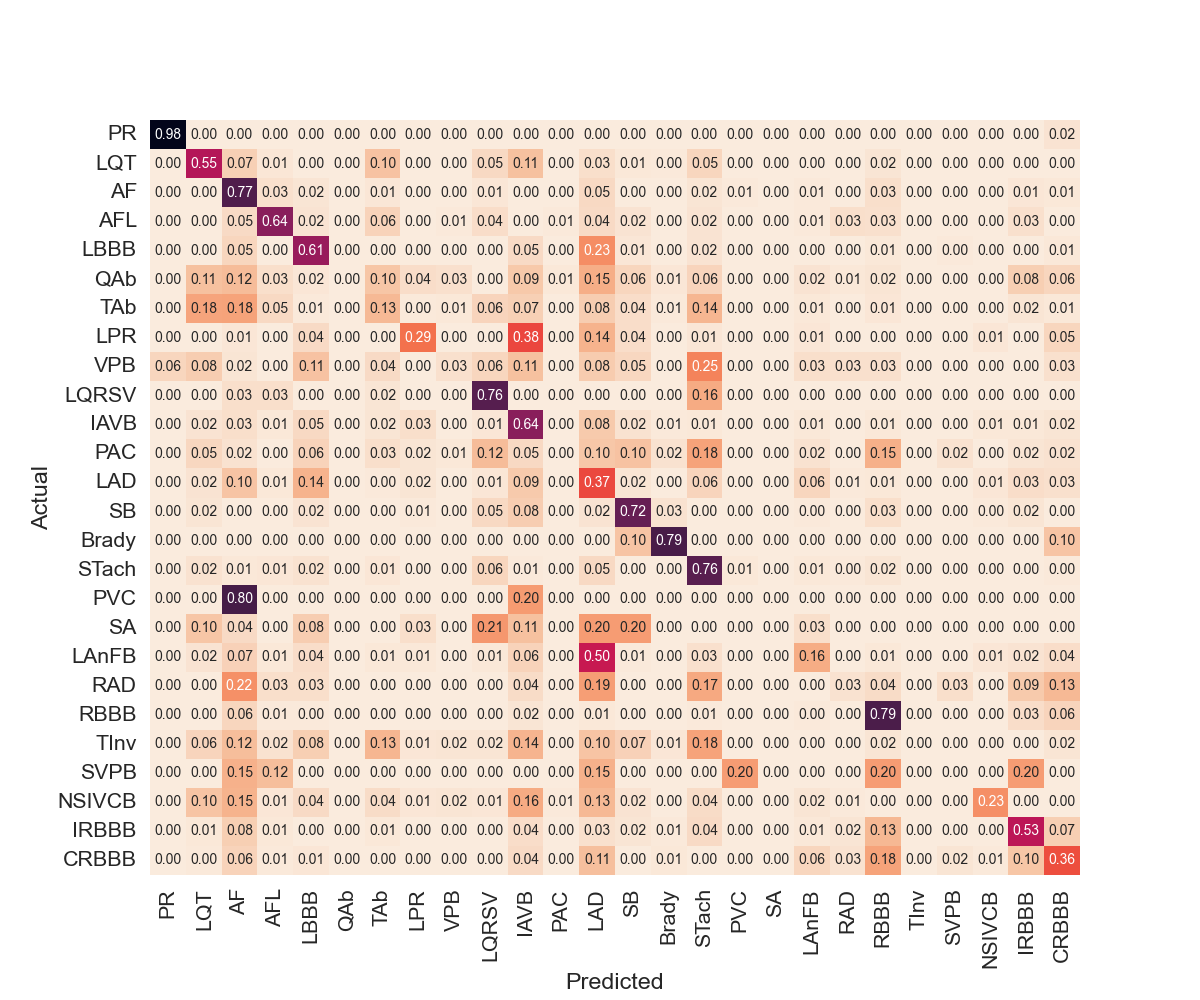 PR 0.98 0.00 0.00 0.00 0.00 0.00 0.00 0.00 0.00 0.00 0.00 0.00 0.00 0.00 0.00 0.00 0.00 0.00 0.00 0.00 0.00 0.00 0.00 0.00 0.00 0.02
LQT 0.00 0.55 0.07 0.01 0.00 0.00 0.10 0.00 0.00 0.05 0.11 0.00 0.03 0.01 0.00 0.05 0.00 0.00 0.00 0.00 0.02 0.00 0.00 0.00 0.00 0.00
AF 0.00 0.00 0.77 0.03 0.02 0.00 0.01 0.00 0.00 0.01 0.00 0.00 0.05 0.00 0.00 0.02 0.01 0.00 0.00 0.00 0.03 0.00 0.00 0.00 0.01 0.01
AFL 0.00 0.00 0.05 0.64 0.02 0.00 0.06 0.00 0.01 0.04 0.00 0.01 0.04 0.02 0.00 0.02 0.00 0.00 0.01 0.03 0.03 0.00 0.00 0.00 0.03 0.00
LBBB 0.00 0.00 0.05 0.00 0.61 0.00 0.00 0.00 0.00 0.00 0.05 0.00 0.23 0.01 0.00 0.02 0.00 0.00 0.00 0.00 0.01 0.00 0.00 0.00 0.00 0.01
QAb 0.00 0.11 0.12 0.03 0.02 0.00 0.10 0.04 0.03 0.00 0.09 0.01 0.15 0.06 0.01 0.06 0.00 0.00 0.02 0.01 0.02 0.00 0.00 0.00 0.08 0.06
TAb 0.00 0.18 0.18 0.05 0.01 0.00 0.13 0.00 0.01 0.06 0.07 0.00 0.08 0.04 0.01 0.14 0.00 0.00 0.01 0.00 0.01 0.00 0.00 0.00 0.02 0.01
LPR 0.00 0.00 0.01 0.00 0.04 0.00 0.00 0.29 0.00 0.00 0.38 0.00 0.14 0.04 0.00 0.01 0.00 0.00 0.01 0.00 0.00 0.00 0.00 0.01 0.00 0.05
VPB 0.06 0.08 0.02 0.00 0.11 0.00 0.04 0.00 0.03 0.06 0.11 0.00 0.08 0.05 0.00 0.25 0.00 0.00 0.03 0.03 0.03 0.00 0.00 0.00 0.00 0.03
LQRSV 0.00 0.00 0.03 0.03 0.00 0.00 0.02 0.00 0.00 0.76 0.00 0.00 0.00 0.00 0.00 0.16 0.00 0.00 0.00 0.00 0.00 0.00 0.00 0.00 0.00 0.00
IAVB 0.00 0.02 0.03 0.01 0.05 0.00 0.02 0.03 0.00 0.01 0.64 0.00 0.08 0.02 0.01 0.01 0.00 0.00 0.01 0.00 0.01 0.00 0.00 0.01 0.01 0.02
PAC 0.00 0.05 0.02 0.00 0.06 0.00 0.03 0.02 0.01 0.12 0.05 0.00 0.10 0.10 0.02 0.18 0.00 0.00 0.02 0.00 0.15 0.00 0.02 0.00 0.02 0.02
LAD 0.00 0.02 0.10 0.01 0.14 0.00 0.00 0.02 0.00 0.01 0.09 0.00 0.37 0.02 0.00 0.06 0.00 0.00 0.06 0.01 0.01 0.00 0.00 0.01 0.03 0.03
SB 0.00 0.02 0.00 0.00 0.02 0.00 0.00 0.01 0.00 0.05 0.08 0.00 0.02 0.72 0.03 0.00 0.00 0.00 0.00 0.00 0.03 0.00 0.00 0.00 0.02 0.00
Brady 0.00 0.00 0.00 0.00 0.00 0.00 0.00 0.00 0.00 0.00 0.00 0.00 0.00 0.10 0.79 0.00 0.00 0.00 0.00 0.00 0.00 0.00 0.00 0.00 0.00 0.10
STach 0.00 0.02 0.01 0.01 0.02 0.00 0.01 0.00 0.00 0.06 0.01 0.00 0.05 0.00 0.00 0.76 0.01 0.00 0.01 0.00 0.02 0.00 0.00 0.00 0.00 0.00
PVC 0.00 0.00 0.80 0.00 0.00 0.00 0.00 0.00 0.00 0.00 0.20 0.00 0.00 0.00 0.00 0.00 0.00 0.00 0.00 0.00 0.00 0.00 0.00 0.00 0.00 0.00
SA 0.00 0.10 0.04 0.00 0.08 0.00 0.00 0.03 0.00 0.21 0.11 0.00 0.20 0.20 0.00 0.00 0.00 0.00 0.03 0.00 0.00 0.00 0.00 0.00 0.00 0.00
LAnFB 0.00 0.02 0.07 0.01 0.04 0.00 0.01 0.01 0.00 0.01 0.06 0.00 0.50 0.01 0.00 0.03 0.00 0.00 0.16 0.00 0.01 0.00 0.00 0.01 0.02 0.04
RAD 0.00 0.00 0.22 0.03 0.03 0.00 0.00 0.00 0.00 0.00 0.04 0.00 0.19 0.00 0.00 0.17 0.00 0.00 0.00 0.03 0.04 0.00 0.03 0.00 0.09 0.13
RBBB 0.00 0.00 0.06 0.01 0.00 0.00 0.00 0.00 0.00 0.00 0.02 0.00 0.01 0.00 0.00 0.01 0.00 0.00 0.00 0.00 0.79 0.00 0.00 0.00 0.03 0.06
TInv 0.00 0.06 0.12 0.02 0.08 0.00 0.13 0.01 0.02 0.02 0.14 0.00 0.10 0.07 0.01 0.18 0.00 0.00 0.00 0.00 0.02 0.00 0.00 0.00 0.00 0.02
SVPB 0.00 0.00 0.15 0.12 0.00 0.00 0.00 0.00 0.00 0.00 0.00 0.00 0.15 0.00 0.00 0.00 0.20 0.00 0.00 0.00 0.20 0.00 0.00 0.00 0.20 0.00
NSIVCB 0.00 0.10 0.15 0.01 0.04 0.00 0.04 0.01 0.02 0.01 0.16 0.01 0.13 0.02 0.00 0.04 0.00 0.00 0.02 0.01 0.00 0.00 0.00 0.23 0.00 0.00
IRBBB 0.00 0.01 0.08 0.01 0.00 0.00 0.01 0.00 0.00 0.00 0.04 0.00 0.03 0.02 0.01 0.04 0.00 0.00 0.01 0.02 0.13 0.00 0.00 0.00 0.53 0.07
CRBBB 0.00 0.00 0.06 0.01 0.01 0.00 0.00 0.00 0.00 0.00 0.04 0.00 0.11 0.00 0.01 0.00 0.00 0.00 0.06 0.03 0.18 0.00 0.02 0.01 0.10 0.36
Actual
PR LQT AF AFL LBBB QAb TAb LPR VPB LQRSV IAVB PAC LAD SB Brady STach PVC SA LAnFB RAD RBBB TInv SVPB NSIVCB IRBBB CRBBB
Predicted